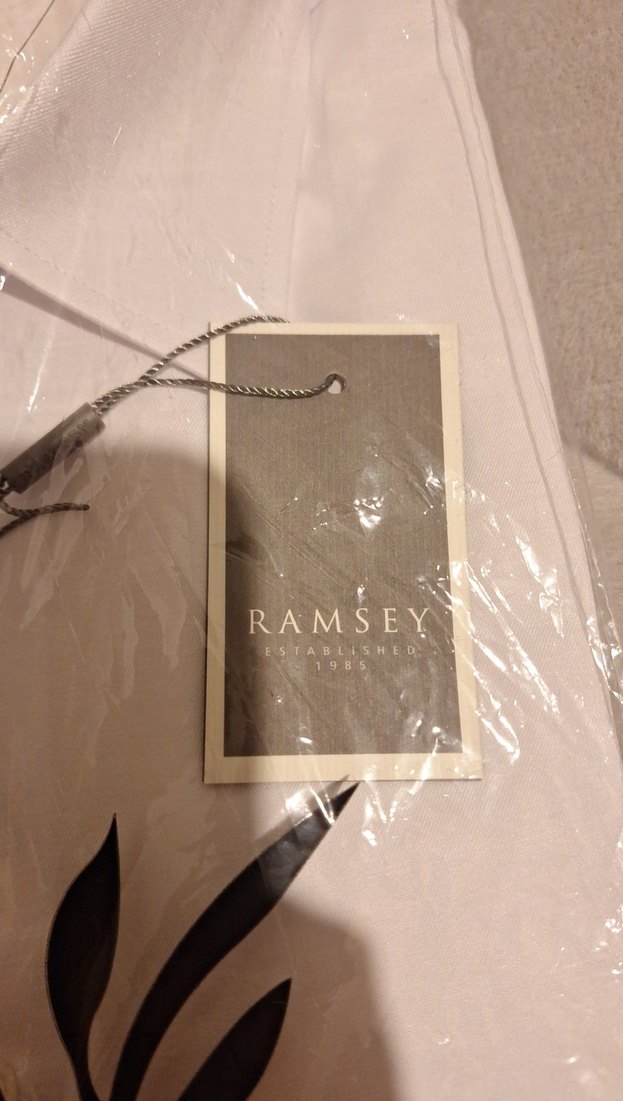 RAMSEY
ESTABLISHED
- 1985